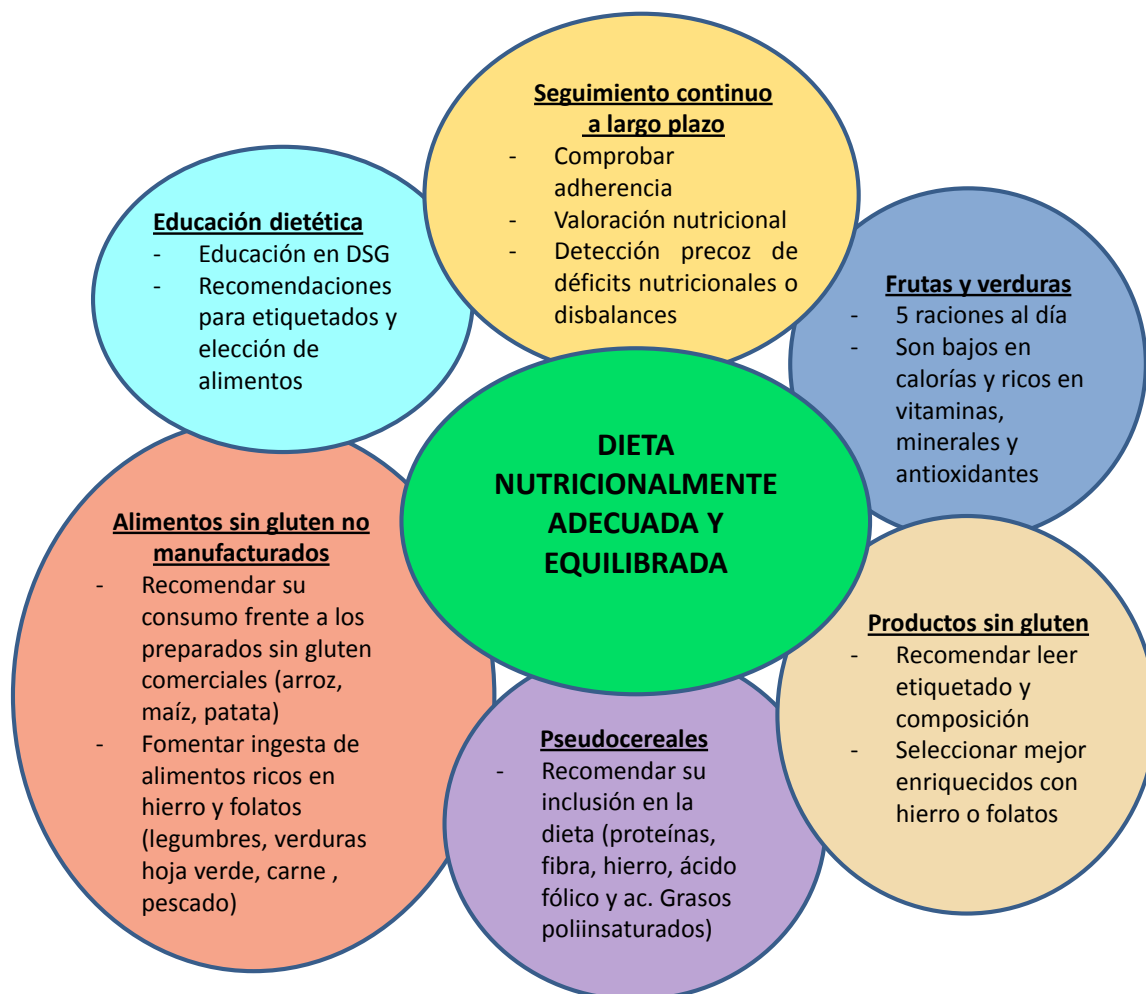 Seguimiento continuo
a largo plazo
- Comprobar
adherencia
- Valoración nutricional
- Detección precoz de
déficits nutricionales o
disbalances
Educación dietética
- Educación en DSG
- Recomendaciones
para etiquetados y
elección de
alimentos
Frutas y verduras
- 5 raciones al día
- Son bajos en
calorías y ricos en
vitaminas,
minerales y
antioxidantes
DIETA
NUTRICIONALMENTE
ADECUADA Y
EQUILIBRADA
Alimentos sin gluten no
manufacturados
- Recomendar su
consumo frente a los
preparados sin gluten
comerciales (arroz,
maíz, patata)
- Fomentar ingesta de
alimentos ricos en
hierro y folatos
(legumbres, verduras
hoja verde, carne ,
pescado)
Productos sin gluten
- Recomendar leer
etiquetado y
composición
- Seleccionar mejor
enriquecidos con
hierro o folatos
Pseudocereales
- Recomendar su
inclusión en la
dieta (proteínas,
fibra, hierro, ácido
fólico y ac. Grasos
poliinsaturados)